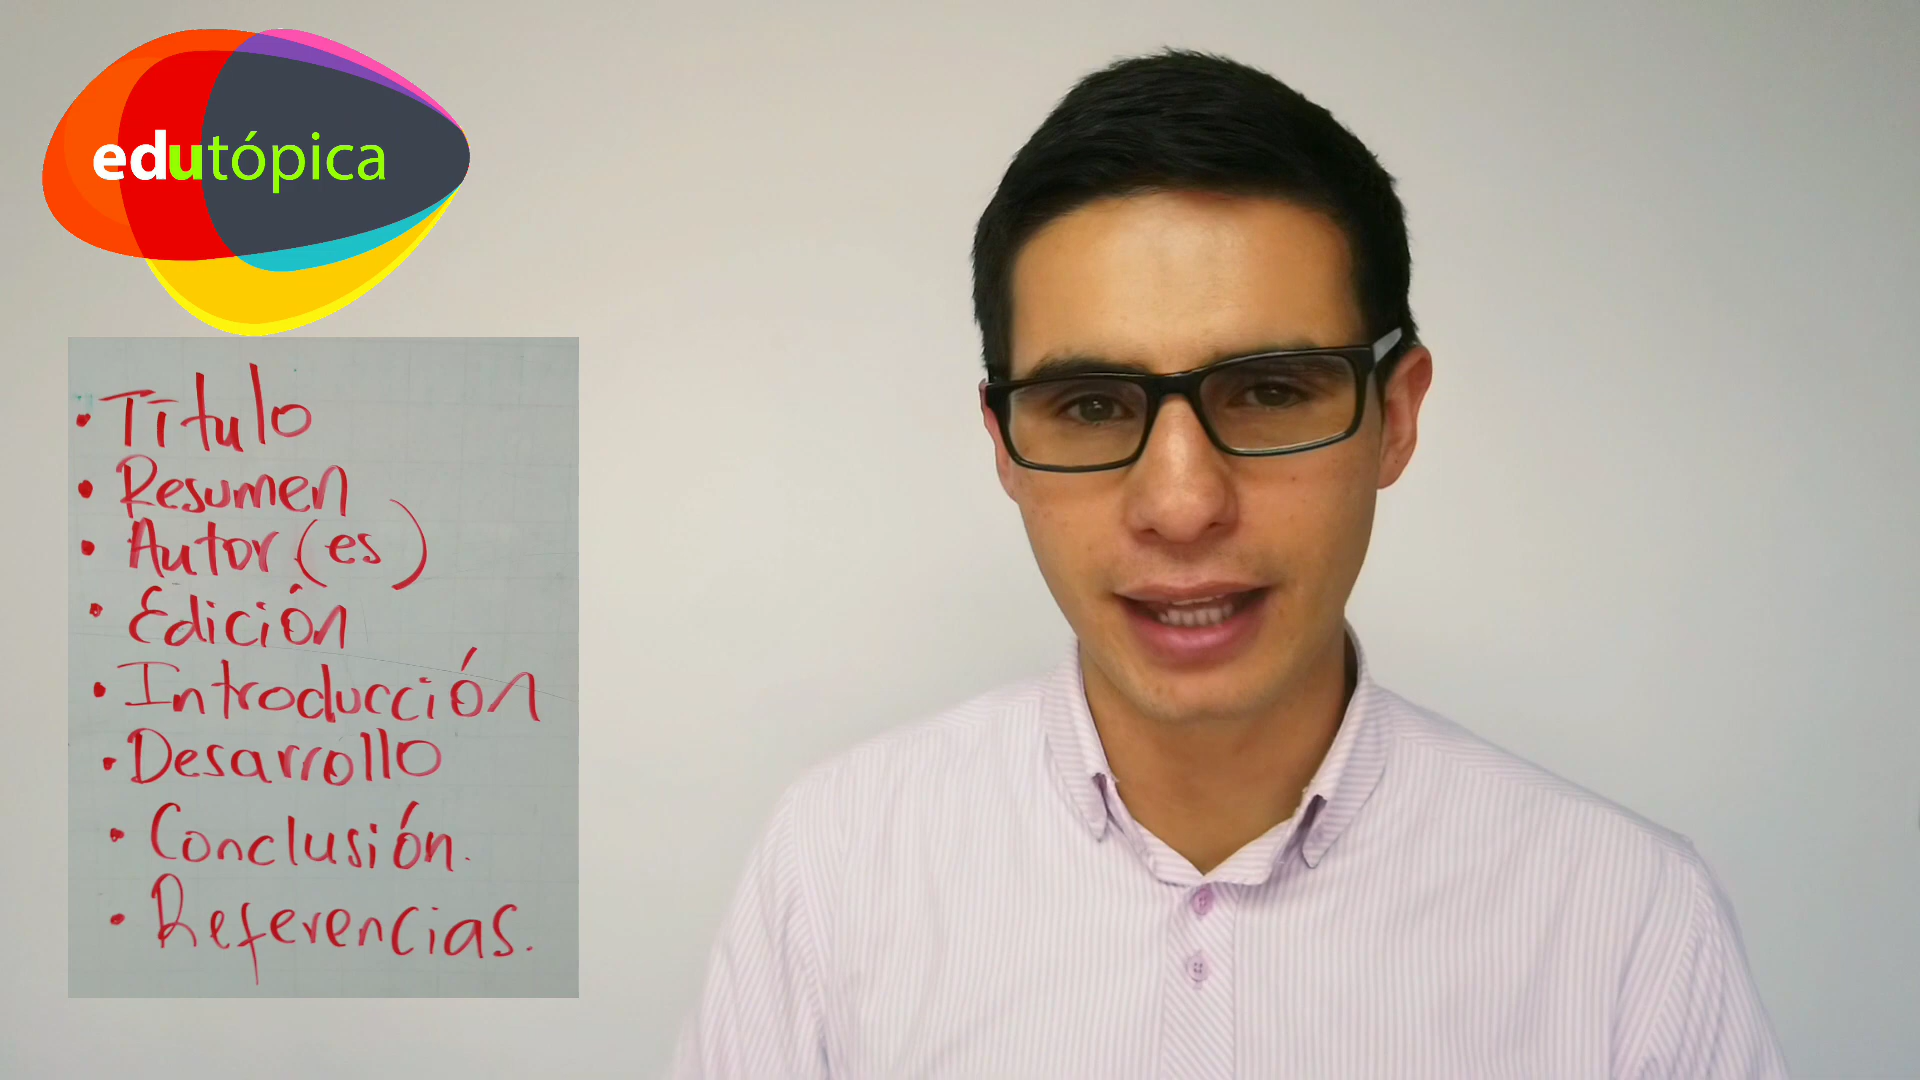 edutópica
• Título
• Resumen
• Autor (es)
• Edición
• Introducción
• Desarrollo
• Conclusión.
• Referencias.